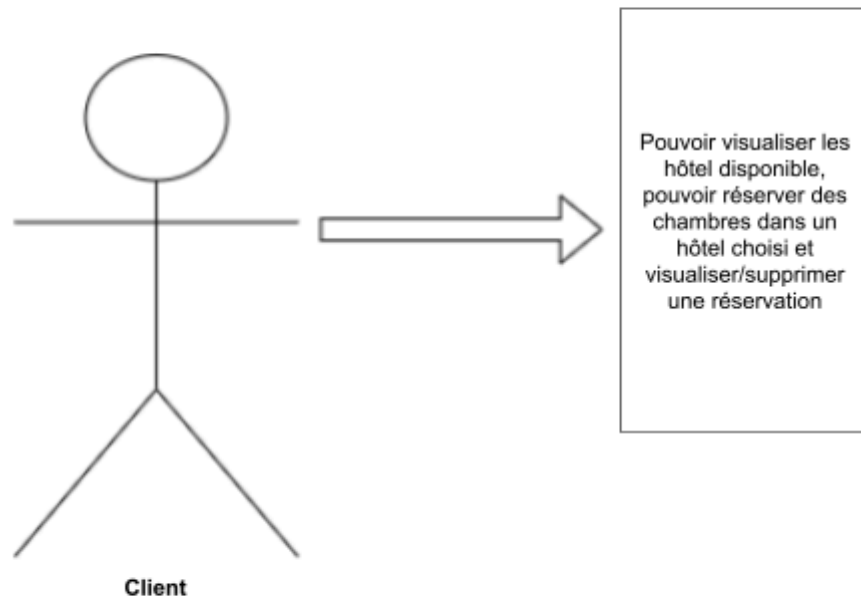 Pouvoir visualiser les
hôtel disponible,
pouvoir réserver des
chambres dans un
hôtel choisi et
visualiser/supprimer
une réservation
Client